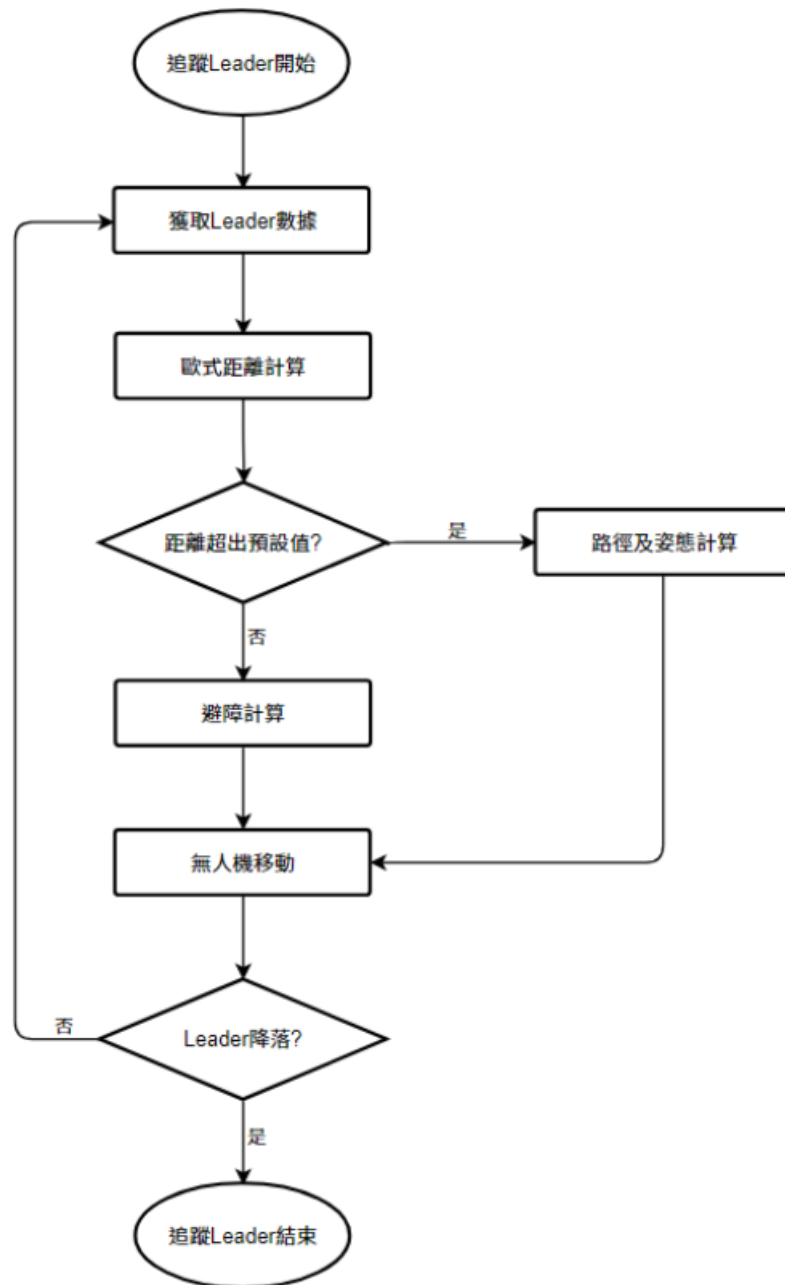 追蹤Leader開始
獲取Leader數據
歐式距離計算
距離超出預設值?
是
路徑及姿態計算
否
避障計算
無人機移動
Leader降落?
否
是
追蹤Leader結束